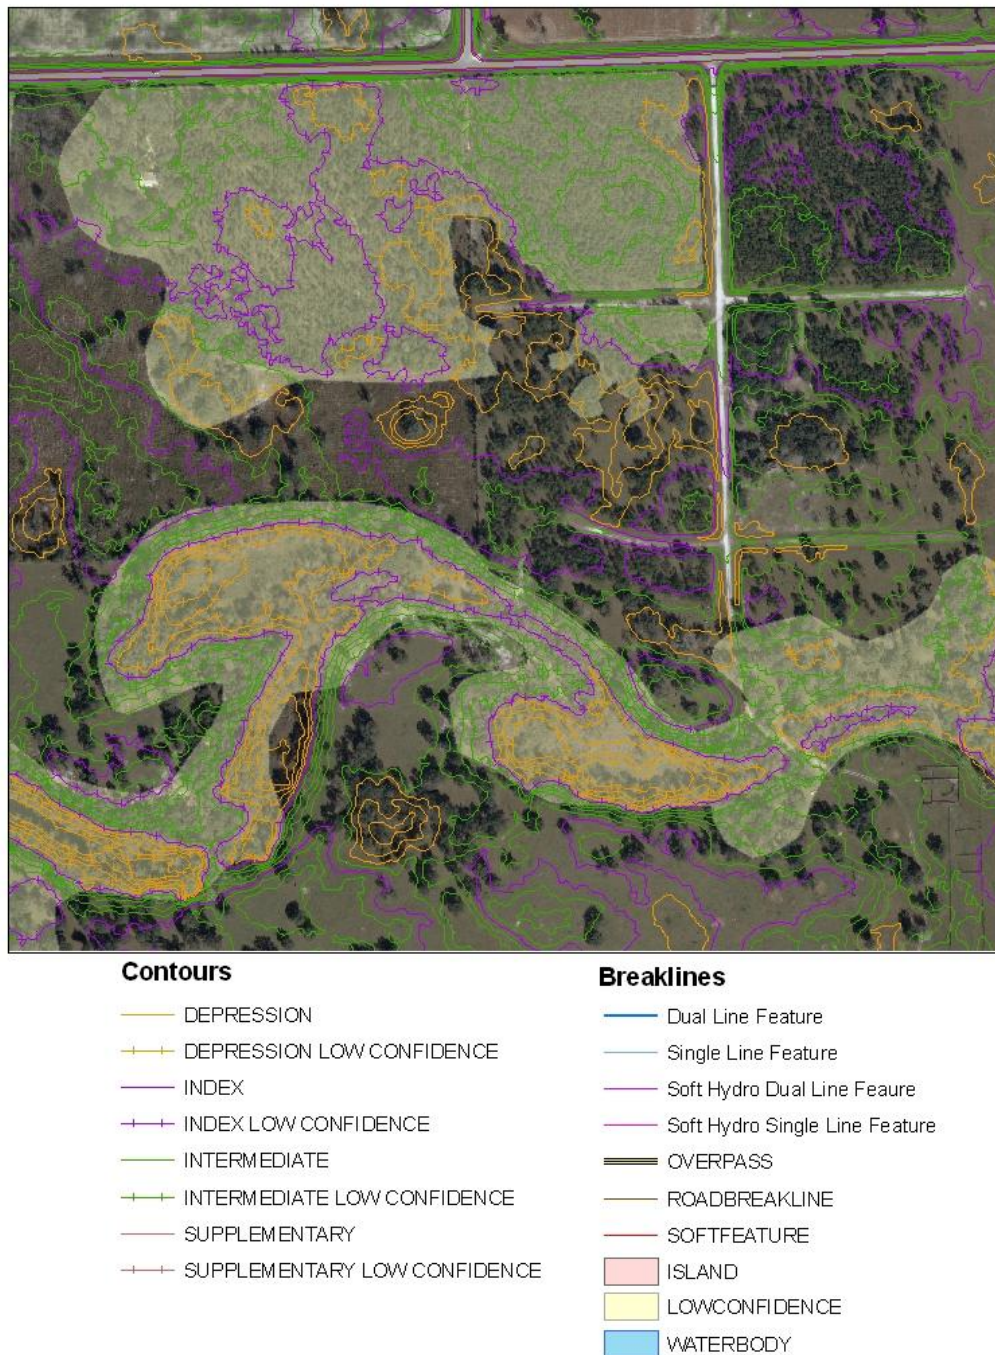 Contours
DEPRESSION
DEPRESSION LOW CONFIDENCE
INDEX
INDEX LOW CONFIDENCE
INTERMEDIATE
INTERMEDIATE LOW CONFIDENCE
SUPPLEMENTARY
SUPPLEMENTARY LOW CONFIDENCE
Breaklines
Dual Line Feature
Single Line Feature
Soft Hydro Dual Line Feaure
Soft Hydro Single Line Feature
OVERPASS
ROADBREAKLINE
SOFTFEATURE
ISLAND
LOWCONFIDENCE
WATERBODY